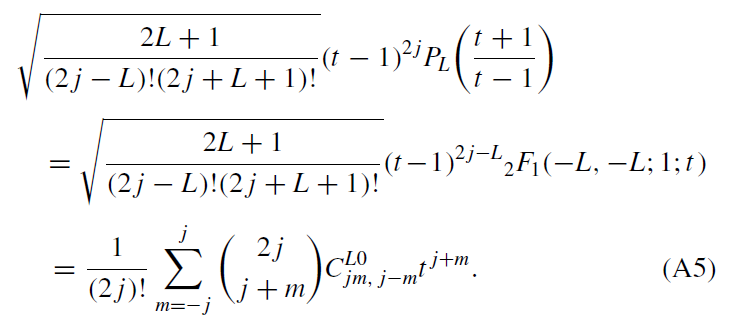 \sqrt{\frac{2L+1}{(2j-L)!(2j+L+1)!}}(t-1)^{2j}P_L\left(\frac{t+1}{t-1}\right)
=\sqrt{\frac{2L+1}{(2j-L)!(2j+L+1)!}}(t-1)^{2j-L}{}_2F_1(-L,-L;1;t)
=\frac{1}{(2j)!}\sum_{m=-j}^{j}\binom{2j}{j+m}C_{jm,\,j-m}^{L0}t^{j+m}. (A5)